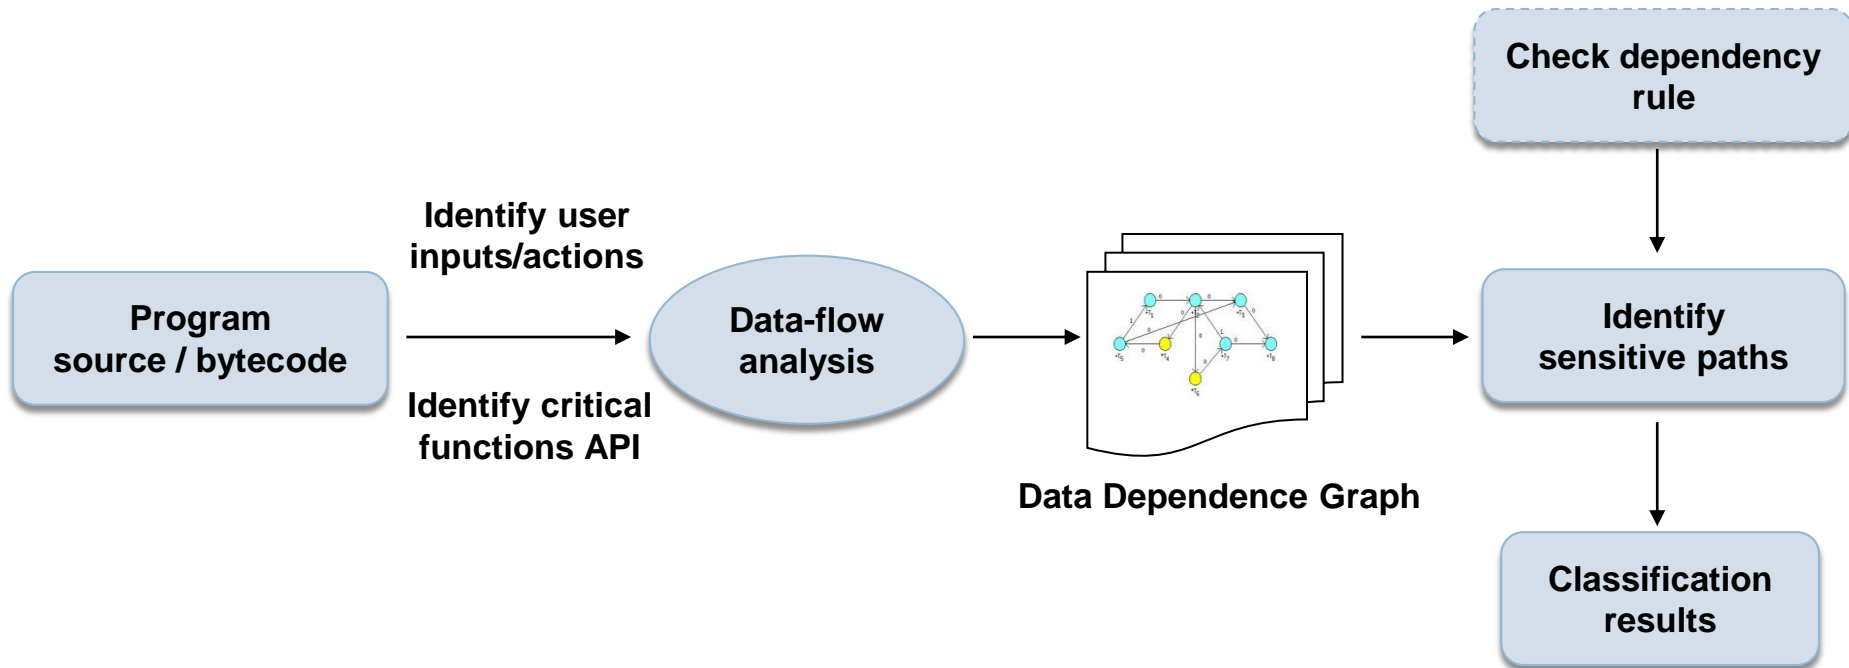 Check dependency
rule
Identify user
inputs/actions
Program
source / bytecode
Data-flow
analysis
Identify
sensitive paths
Identify critical
functions API
Data Dependence Graph
Classification
results